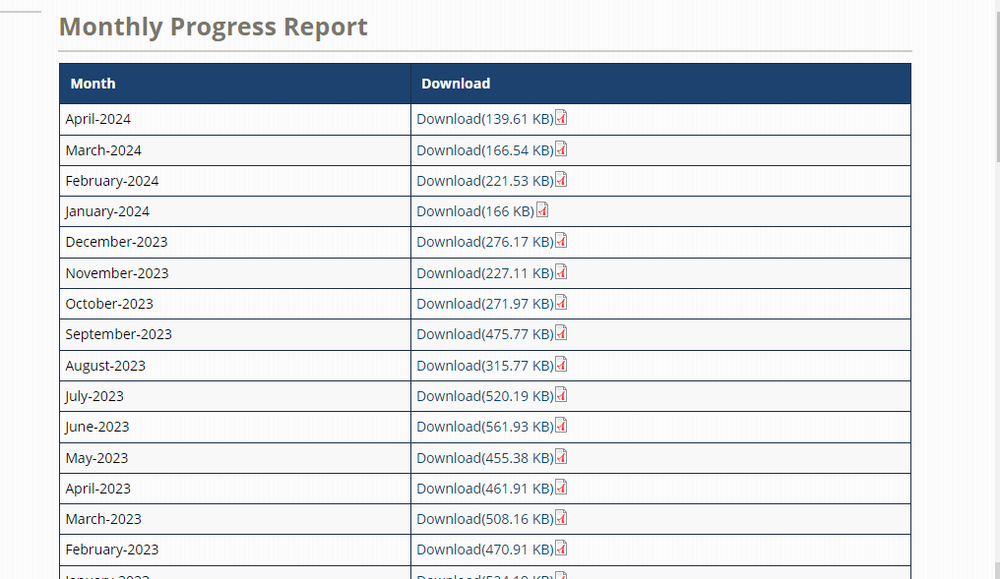 Monthly Progress Report
Month Download
April-2024 Download(139.61 KB)
March-2024 Download(166.54 KB)
February-2024 Download(221.53 KB)
January-2024 Download(166 KB)
December-2023 Download(276.17 KB)
November-2023 Download(227.11 KB)
October-2023 Download(271.97 KB)
September-2023 Download(475.77 KB)
August-2023 Download(315.77 KB)
July-2023 Download(520.19 KB)
June-2023 Download(561.93 KB)
May-2023 Download(455.38 KB)
April-2023 Download(461.91 KB)
March-2023 Download(508.16 KB)
February-2023 Download(470.91 KB)